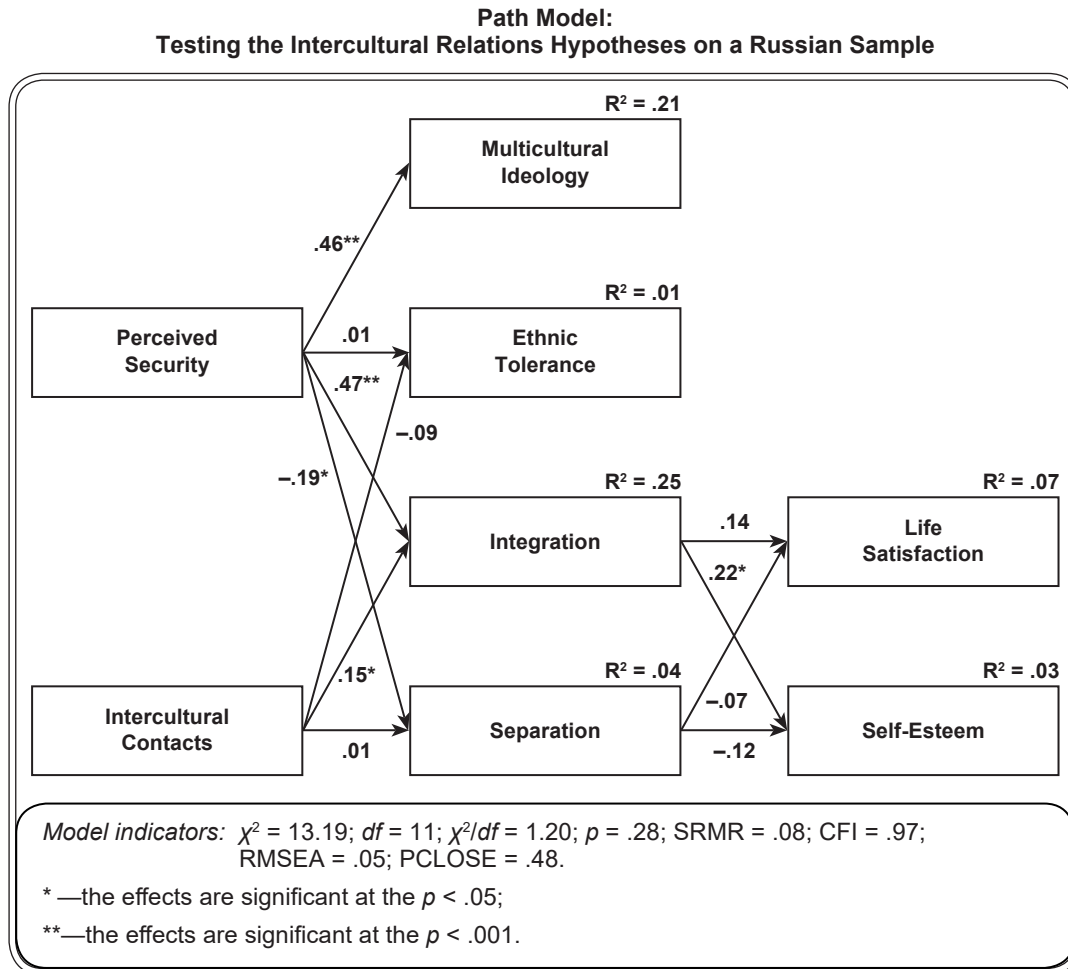 Path Model:
Testing the Intercultural Relations Hypotheses on a Russian Sample
R² = .21
Multicultural
Ideology
.46**
R² = .01
Perceived
Security
.01
Ethnic
Tolerance
.47**
–.09
–.19*
R² = .25
R² = .07
Integration
.14
Life
Satisfaction
.22*
.15*
R² = .04
R² = .03
–.07
Intercultural
Contacts
.01
Separation
–.12
Self-Esteem
Model indicators: χ² = 13.19; df = 11; χ²/df = 1.20; p = .28; SRMR = .08; CFI = .97;
RMSEA = .05; PCLOSE = .48.
* —the effects are significant at the p < .05;
**—the effects are significant at the p < .001.